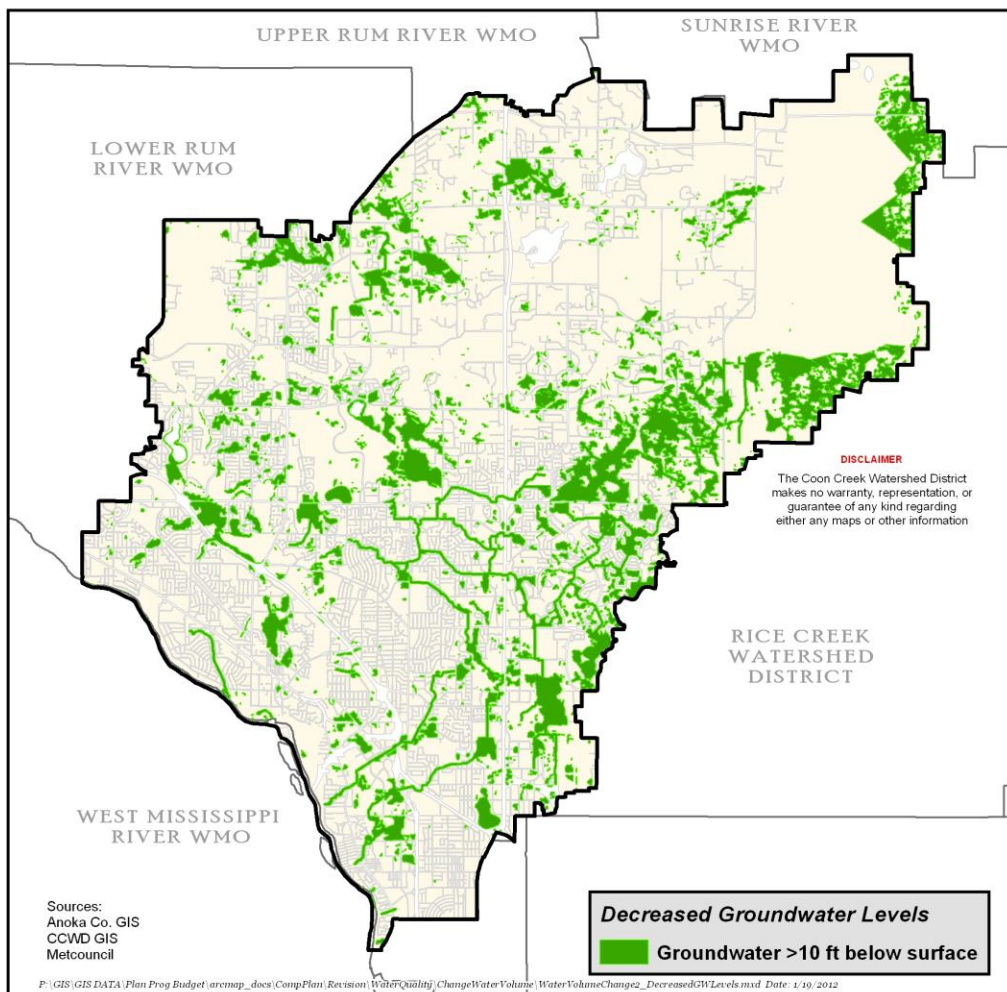 UPPER RUM RIVER WMO
SUNRISE RIVER
WMO
LOWER RUM
RIVER WMO
DISCLAIMER
The Coon Creek Watershed District
makes no warranty, representation, or
guarantee of any kind regarding
either any maps or other information
RICE CREEK
WATERSHED
DISTRICT
WEST MISSISSIPPI
RIVER WMO
Sources:
Anoka Co. GIS
CCWD GIS
Metcouncil
Decreased Groundwater Levels
Groundwater >10 ft below surface
P:\GIS\GIS DATA\Plan Prog Budget\arcmap_docs\CompPlan\Revision\WaterQuality\ChangeWaterVolume\WaterVolumeChange2_DecreasedGWLevels.mxd Date: 1/19/2012